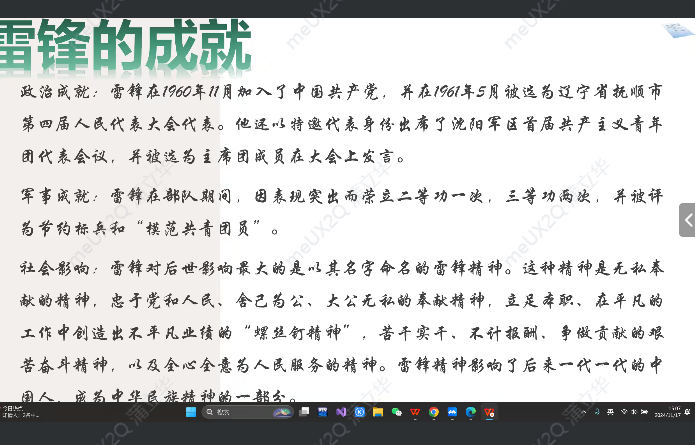 雷锋的成就
政治成就：雷锋在1960年11月加入了中国共产党，并在1961年5月被选为辽宁省抚顺市
第四届人民代表大会代表。他还以特邀代表身份出席了沈阳军区首届共产主义青年
团代表会议，并被选为主席团成员在大会上发言。
军事成就：雷锋在部队期间，因表现突出而荣立二等功一次，三等功两次，并被评
为节约标兵和“模范共青团员”。
社会影响：雷锋对后世影响最大的是以其名字命名的雷锋精神。这种精神是无私奉
献的精神，忠于党和人民、舍己为公、大公无私的奉献精神，立足本职、在平凡的
工作中创造出不平凡业绩的“螺丝钉精神”，苦干实干、不计报酬、争做贡献的艰
苦奋斗精神，以及全心全意为人民服务的精神。雷锋精神影响了后来一代一代的中
国人，成为中华民族精神的一部分。
搜索
英
2024/11/17
meUX2Q 蒲立华